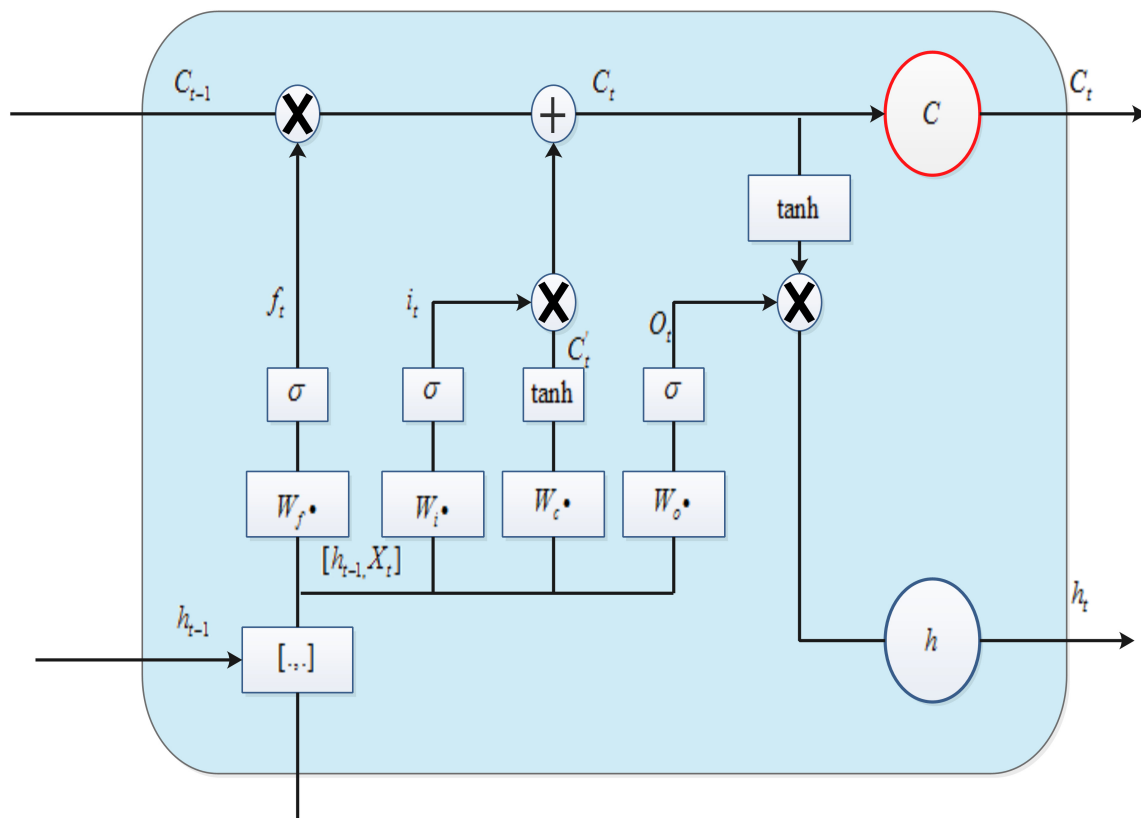 C_{t-1}
C_t
C
C_t
+
tanh
f_t
i_t
O_t
C'_t
σ
σ
tanh
σ
W_f•
W_i•
W_c•
W_o•
[h_{t-1}, X_t]
h_{t-1}
[.,.]
h
h_t